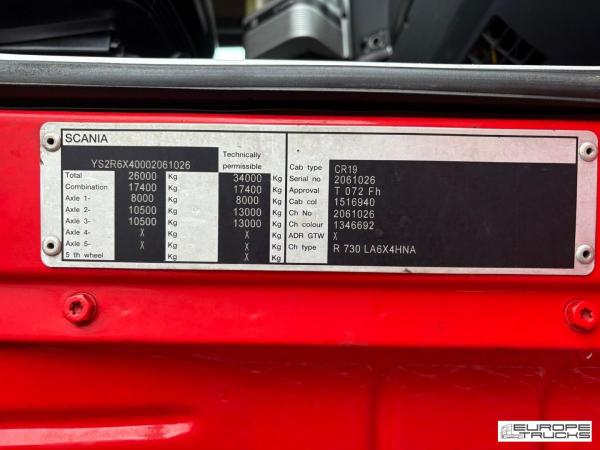 SCANIA
YS2R6X40002061026
Technically
permissible
Total 26000 Kg 34000 Kg
Combination 17400 Kg 17400 Kg
Axle 1- 8000 Kg 8000 Kg
Axle 2- 10500 Kg 13000 Kg
Axle 3- 10500 Kg 13000 Kg
Axle 4- X Kg X Kg
Axle 5- X Kg X Kg
5 th wheel X Kg X Kg
Cab type CR19
Serial no 2061026
Approval T 072 Fh
Cab col 1516940
Ch No 2061026
Ch colour 1346692
ADR GTW X
Ch type R 730 LA6X4HNA
EUROPE
TRUCKS